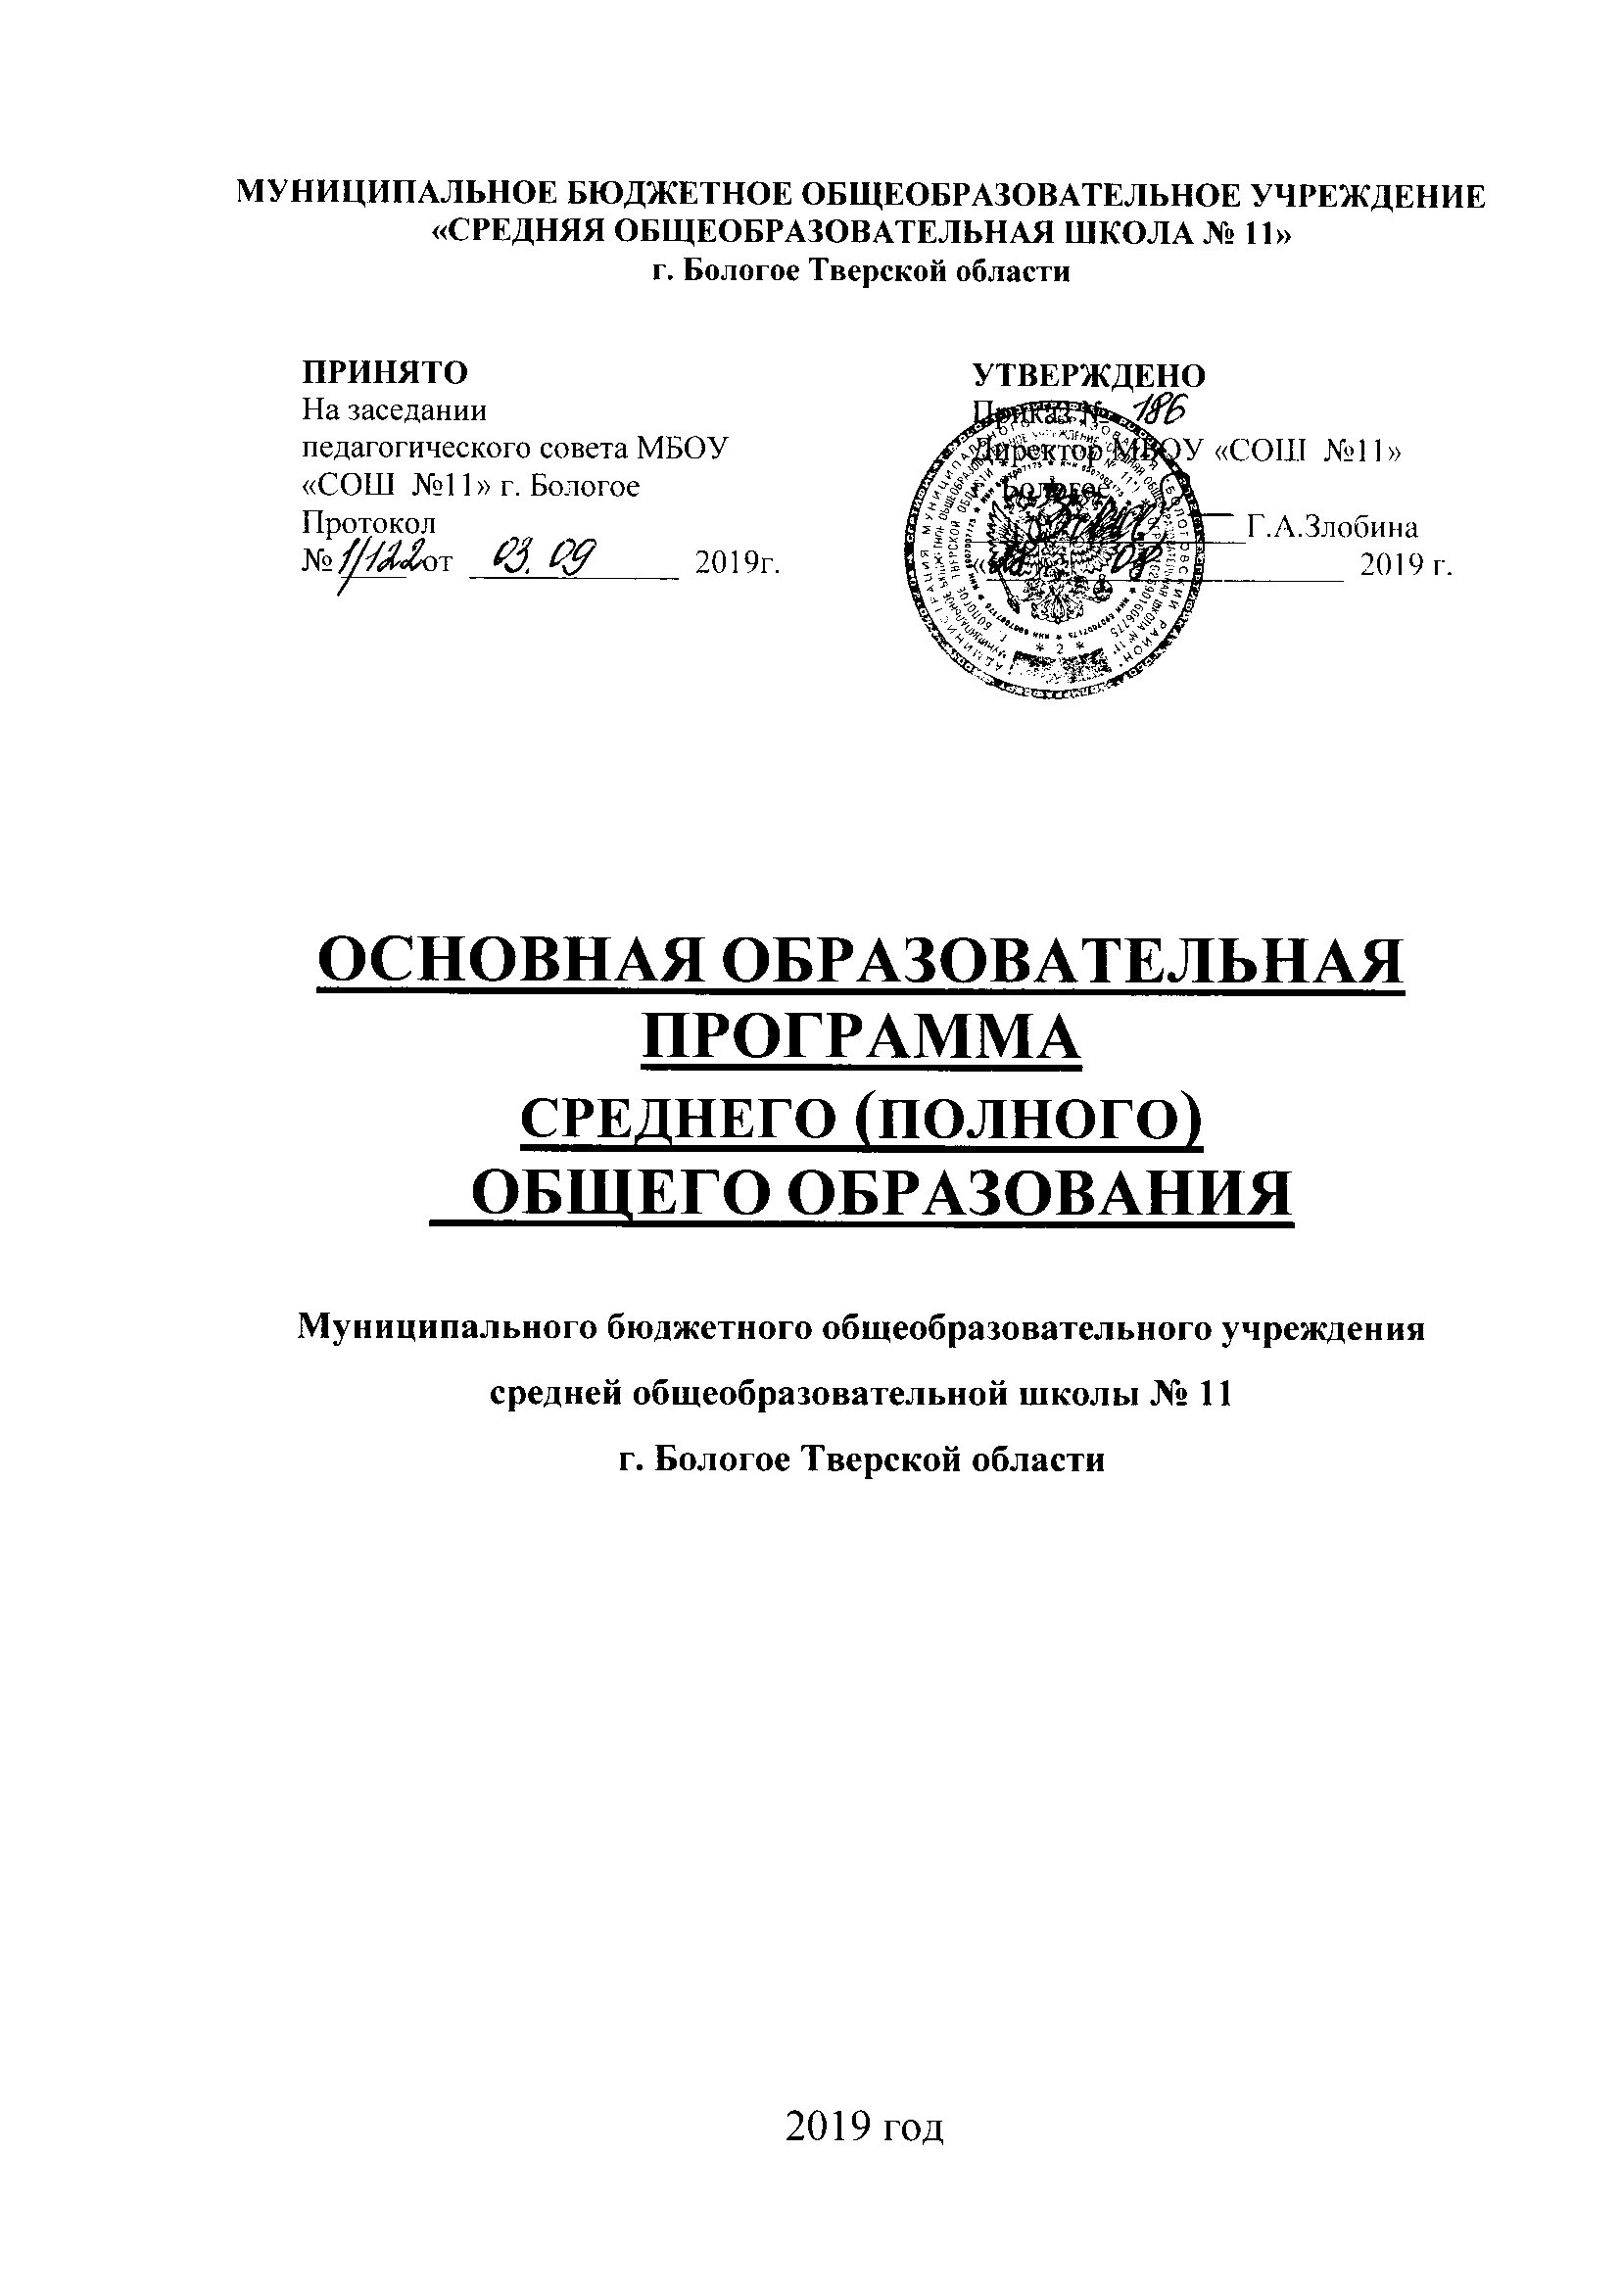 МУНИЦИПАЛЬНОЕ БЮДЖЕТНОЕ ОБЩЕОБРАЗОВАТЕЛЬНОЕ УЧРЕЖДЕНИЕ
«СРЕДНЯЯ ОБЩЕОБРАЗОВАТЕЛЬНАЯ ШКОЛА № 11»
г. Бологое Тверской области
ПРИНЯТО
На заседании
педагогического совета МБОУ
«СОШ №11» г. Бологое
Протокол
№ 1/122 от 03.09 2019г.
УТВЕРЖДЕНО
Приказ № 186
Директор МБОУ «СОШ №11»
Бологое
Г.А.Злобина
2019 г.
ОСНОВНАЯ ОБРАЗОВАТЕЛЬНАЯ
ПРОГРАММА
СРЕДНЕГО (ПОЛНОГО)
ОБЩЕГО ОБРАЗОВАНИЯ
Муниципального бюджетного общеобразовательного учреждения
средней общеобразовательной школы № 11
г. Бологое Тверской области
2019 год